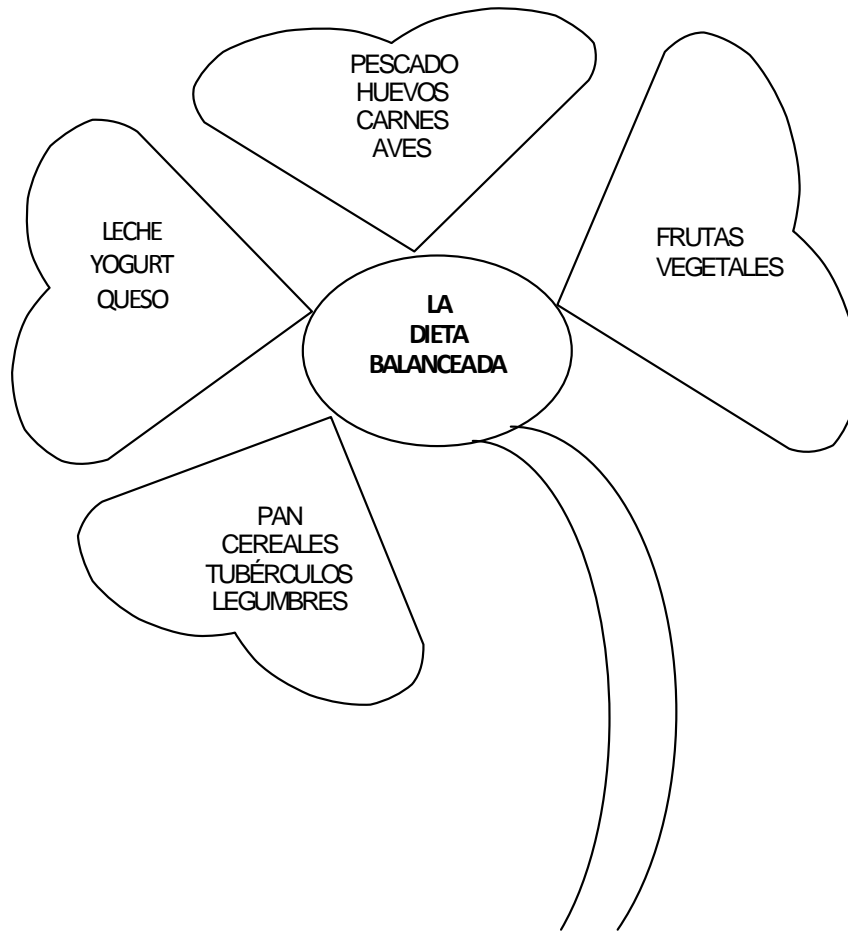 PESCADO
HUEVOS
CARNES
AVES
LECHE
YOGURT
QUESO
FRUTAS
VEGETALES
LA
DIETA
BALANCEADA
PAN
CEREALES
TUBÉRCULOS
LEGUMBRES